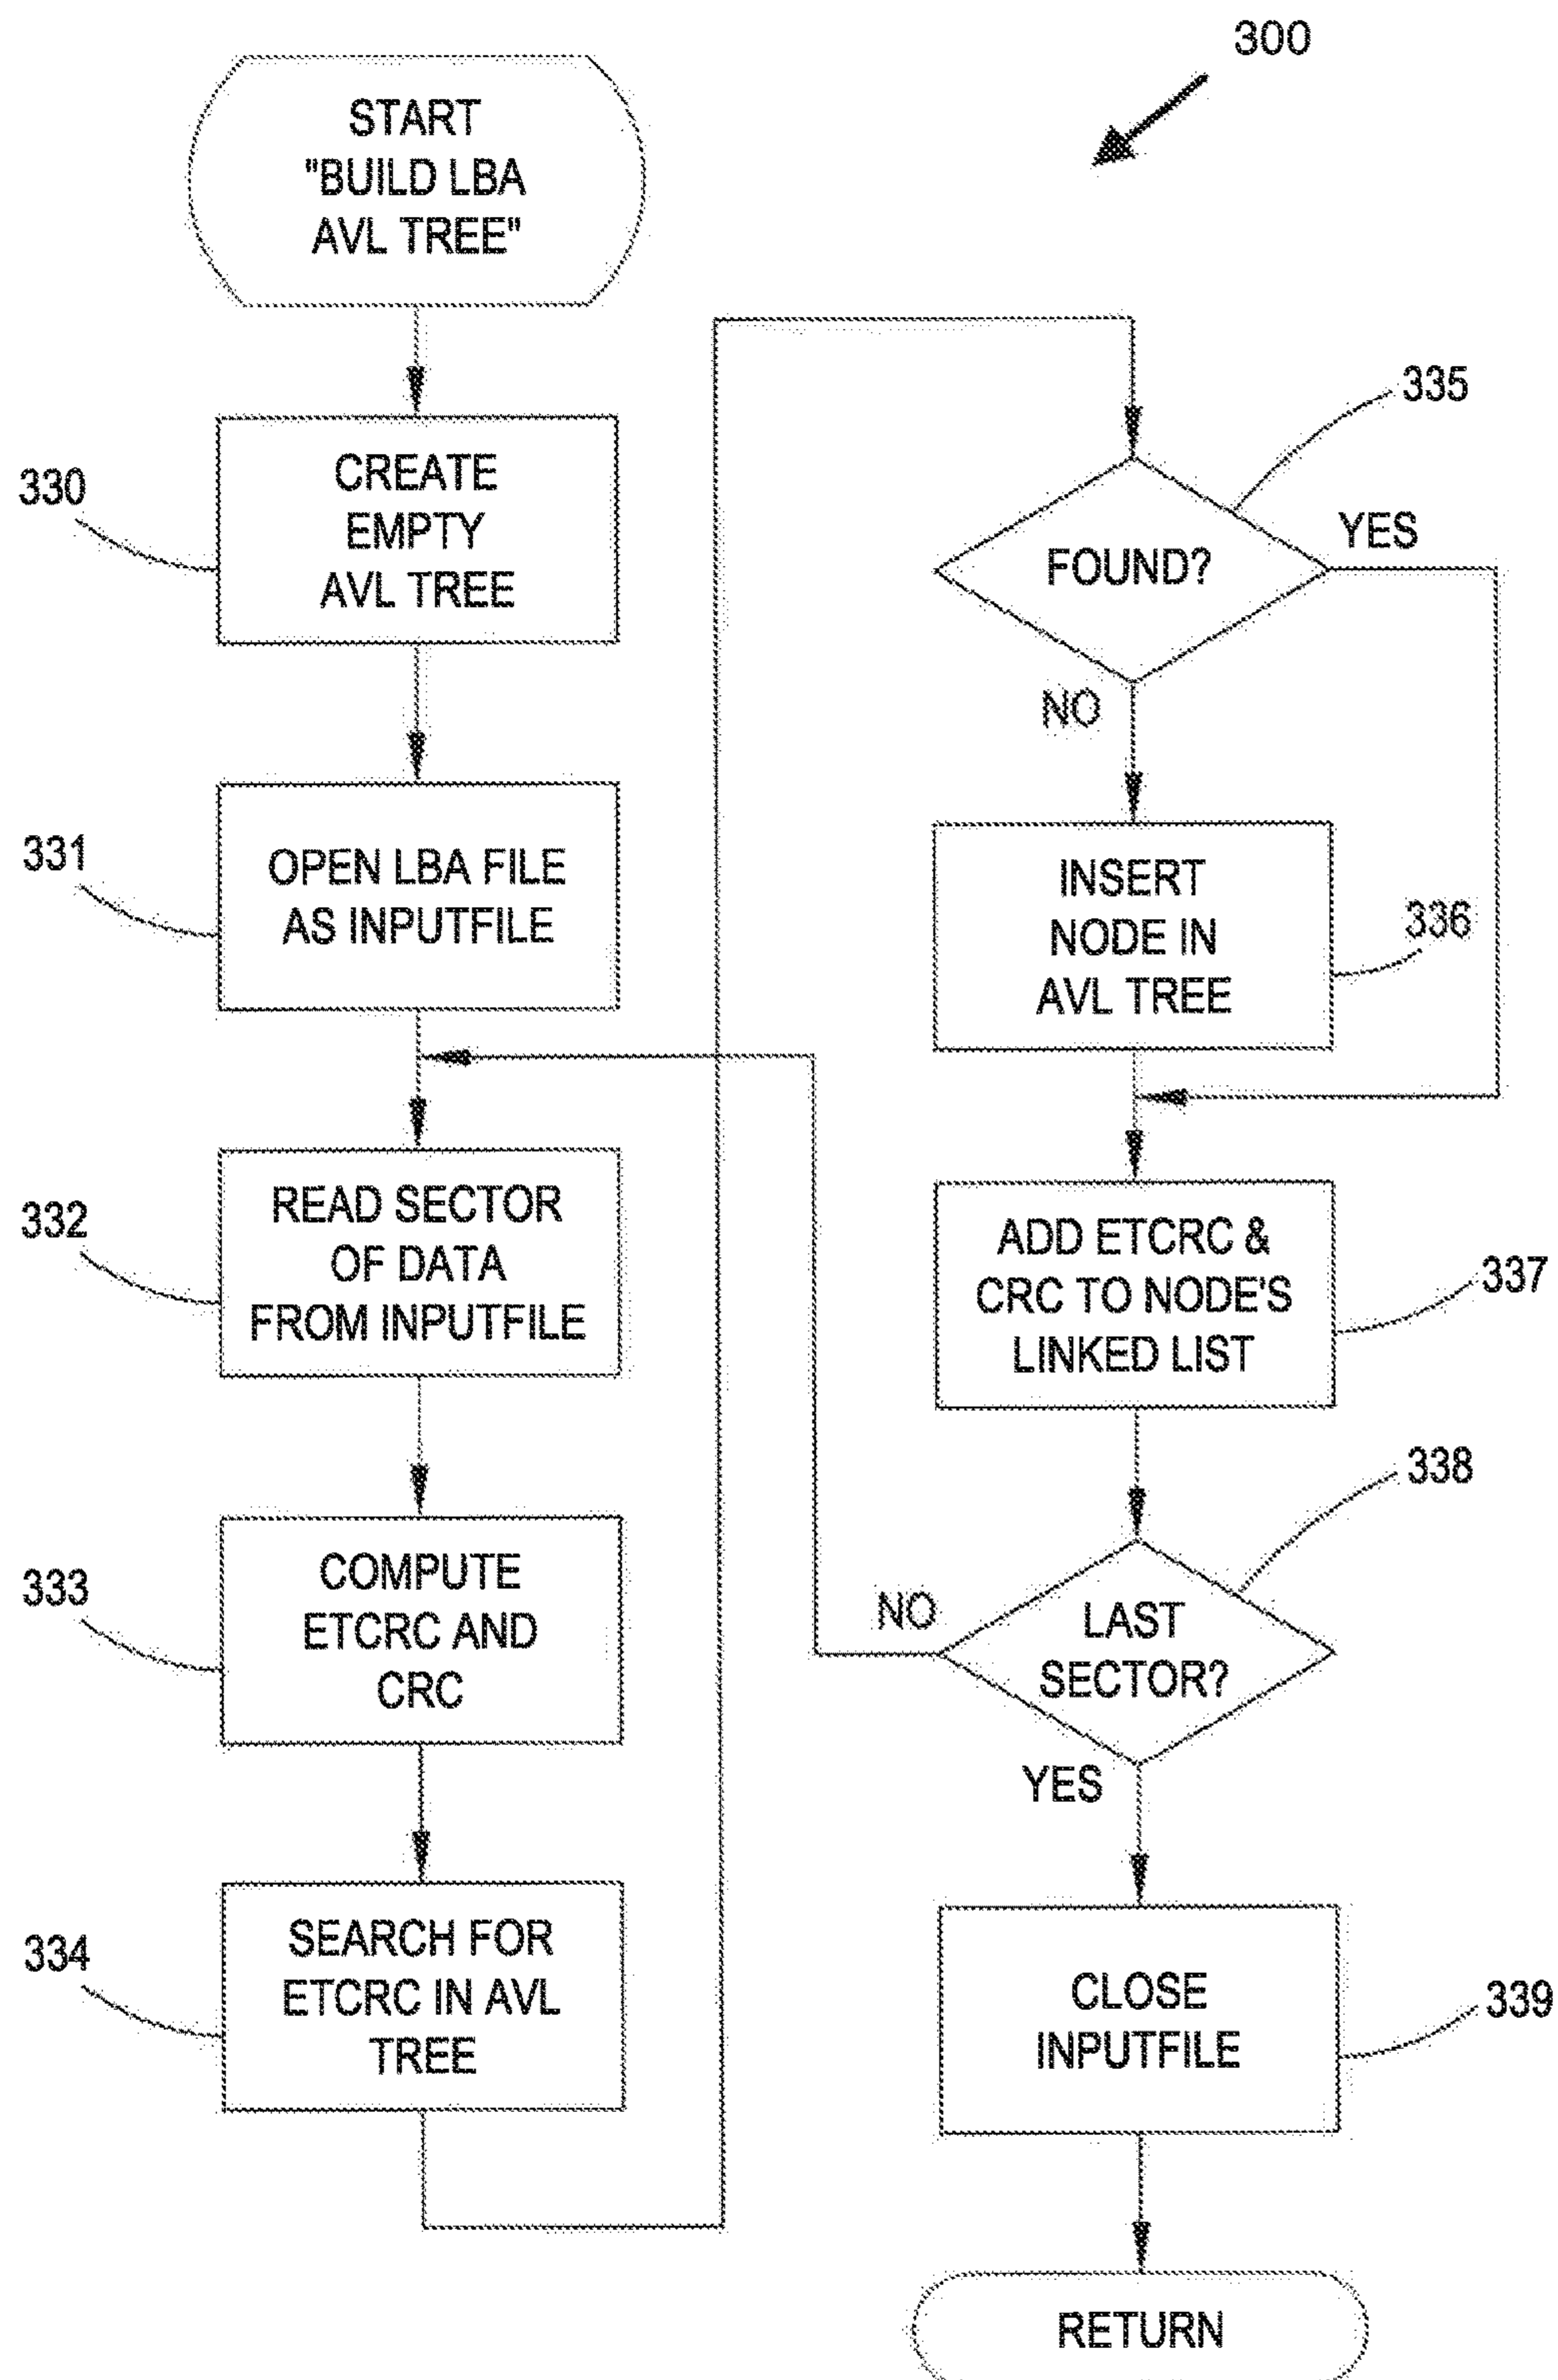 300
START
"BUILD LBA
AVL TREE"
330
CREATE
EMPTY
AVL TREE
331
OPEN LBA FILE
AS INPUTFILE
332
READ SECTOR
OF DATA
FROM INPUTFILE
333
COMPUTE
ETCRC AND
CRC
334
SEARCH FOR
ETCRC IN AVL
TREE
335
FOUND?
YES
NO
INSERT
NODE IN
AVL TREE
336
ADD ETCRC &
CRC TO NODE'S
LINKED LIST
337
338
LAST
SECTOR?
NO
YES
CLOSE
INPUTFILE
339
RETURN